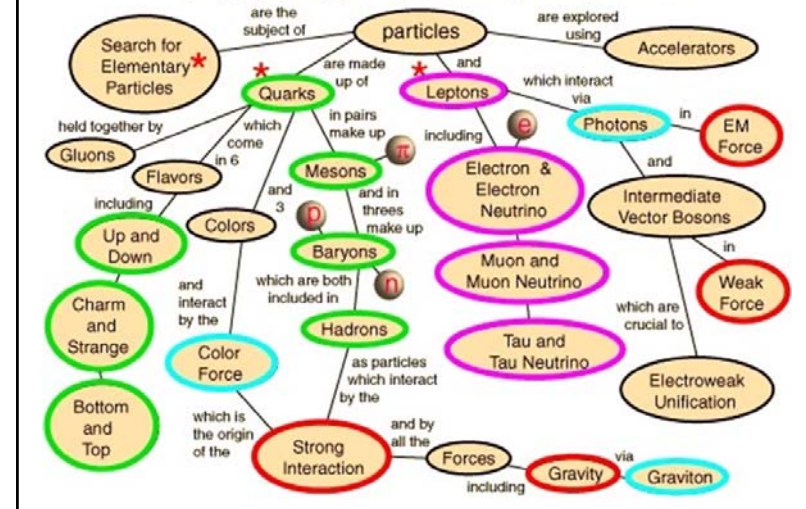 are the
subject of
particles
are explored
using
Accelerators
Search for
Elementary*
Particles
*
Quarks
are made
up of
and
*
Leptons
which interact
via
Photons
in
EM
Force
held together by
Gluons
which
come
in 6
Flavors
in pairs
make up
Mesons
π
including
e
Electron &
Electron
Neutrino
and
Intermediate
Vector Bosons
including
Up and
Down
and
3
Colors
p
and in
threes
make up
Baryons
n
Muon and
Muon Neutrino
in
Weak
Force
Charm
and
Strange
and
interact
by the
which are both
included in
Hadrons
Tau and
Tau Neutrino
which are
crucial to
Color
Force
as particles
which interact
by the
Electroweak
Unification
Bottom
and
Top
which is
the origin
of the
Strong
Interaction
and by
all the
Forces
including
Gravity
via
Graviton